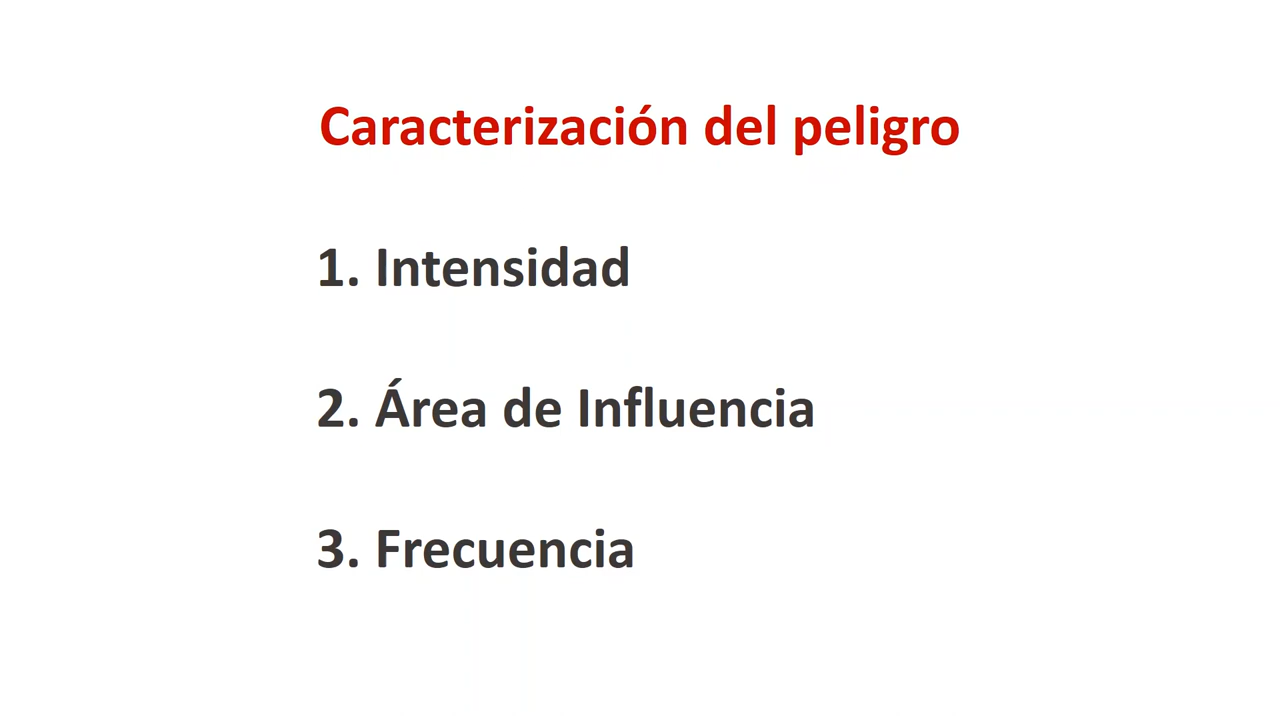 Caracterización del peligro
1. Intensidad
2. Área de Influencia
3. Frecuencia